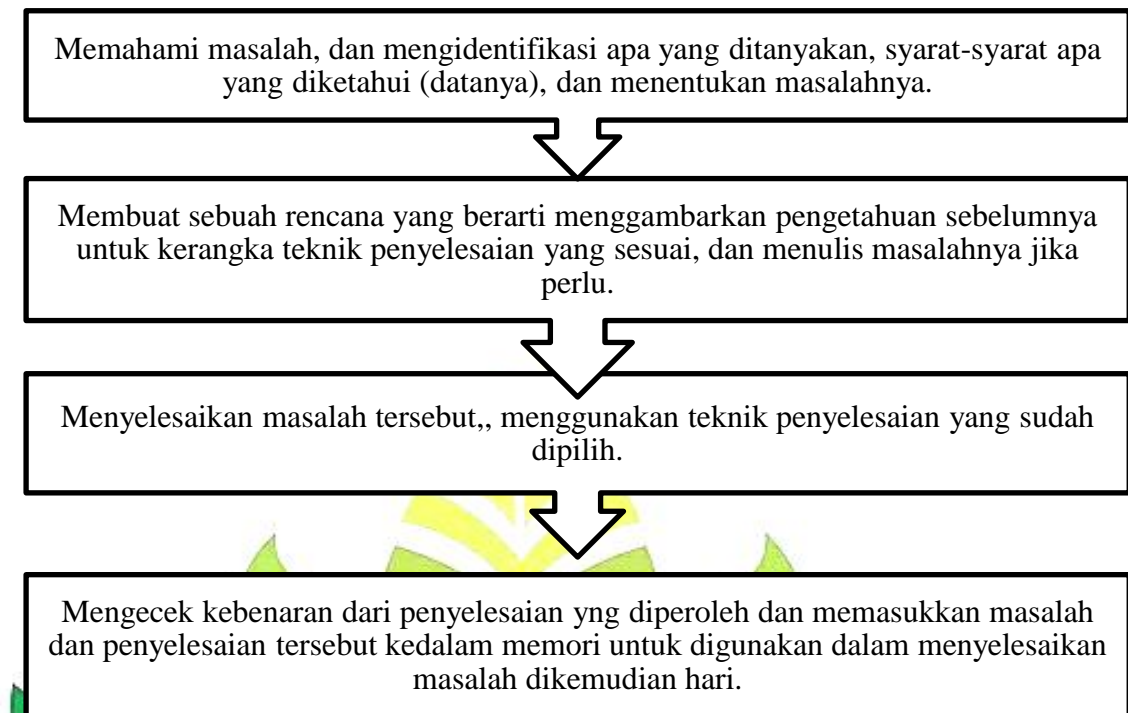 Memahami masalah, dan mengidentifikasi apa yang ditanyakan, syarat-syarat apa
yang diketahui (datanya), dan menentukan masalahnya.
Membuat sebuah rencana yang berarti menggambarkan pengetahuan sebelumnya
untuk kerangka teknik penyelesaian yang sesuai, dan menulis masalahnya jika
perlu.
Menyelesaikan masalah tersebut,, menggunakan teknik penyelesaian yang sudah
dipilih.
Mengecek kebenaran dari penyelesaian yng diperoleh dan memasukkan masalah
dan penyelesaian tersebut kedalam memori untuk digunakan dalam menyelesaikan
masalah dikemudian hari.